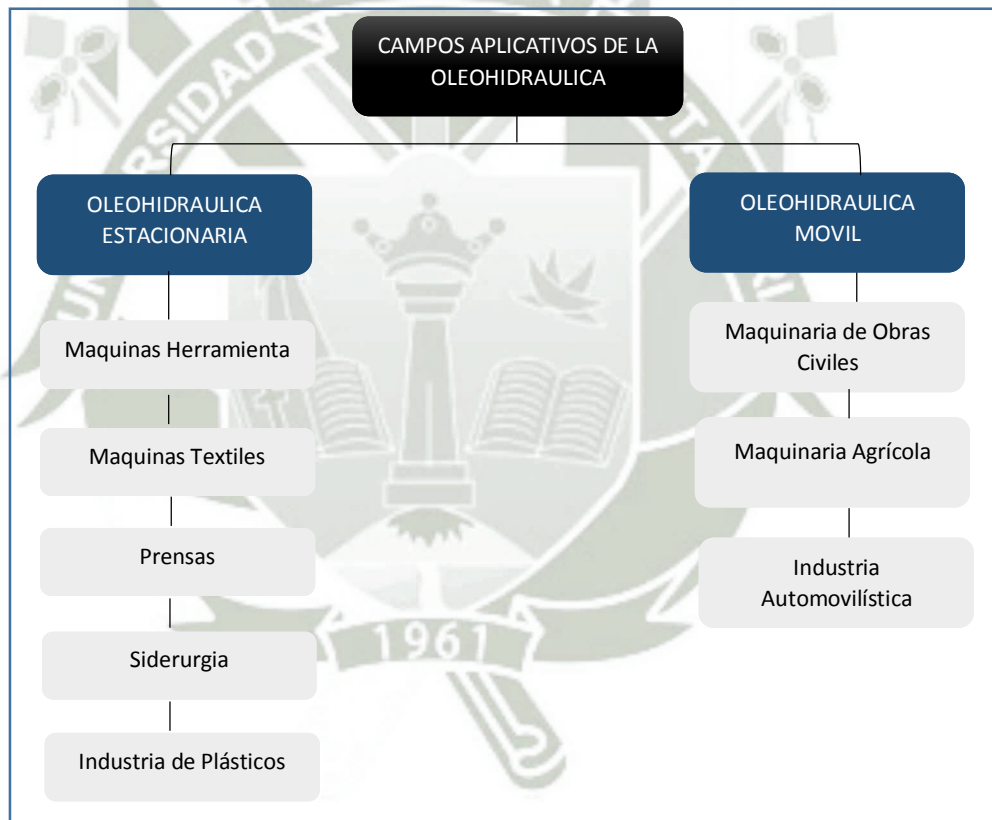 CAMPOS APLICATIVOS DE LA
OLEOHIDRAULICA
OLEOHIDRAULICA
ESTACIONARIA
Maquinas Herramienta
Maquinas Textiles
Prensas
Siderurgia
Industria de Plásticos
OLEOHIDRAULICA
MOVIL
Maquinaria de Obras
Civiles
Maquinaria Agrícola
Industria
Automovilística
1961